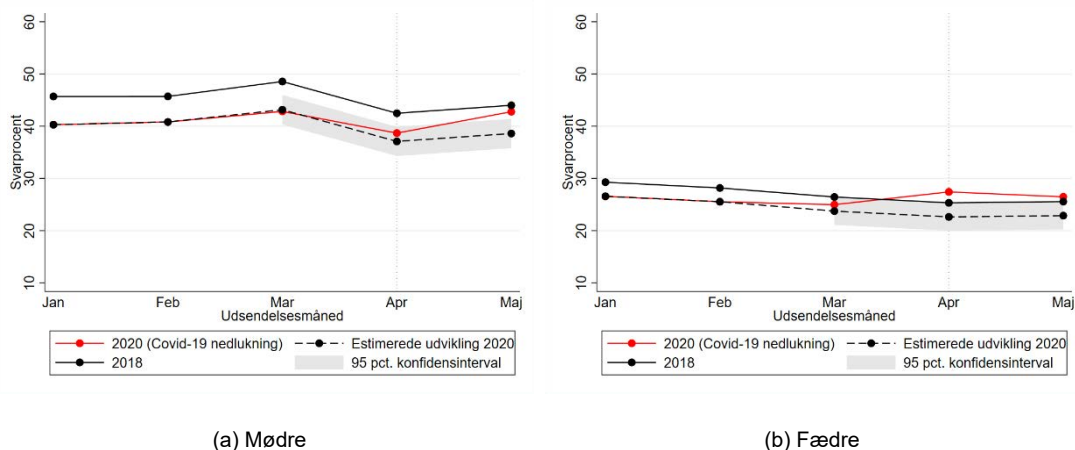 60
50
40
30
20
10
Svarprocent
Jan Feb Mar Apr Maj
Udsendelsesmåned
2020 (Covid-19 nedlukning) Estimerede udvikling 2020
2018 95 pct. konfidensinterval
(a) Mødre
60
50
40
30
20
10
Svarprocent
Jan Feb Mar Apr Maj
Udsendelsesmåned
2020 (Covid-19 nedlukning) Estimerede udvikling 2020
2018 95 pct. konfidensinterval
(b) Fædre